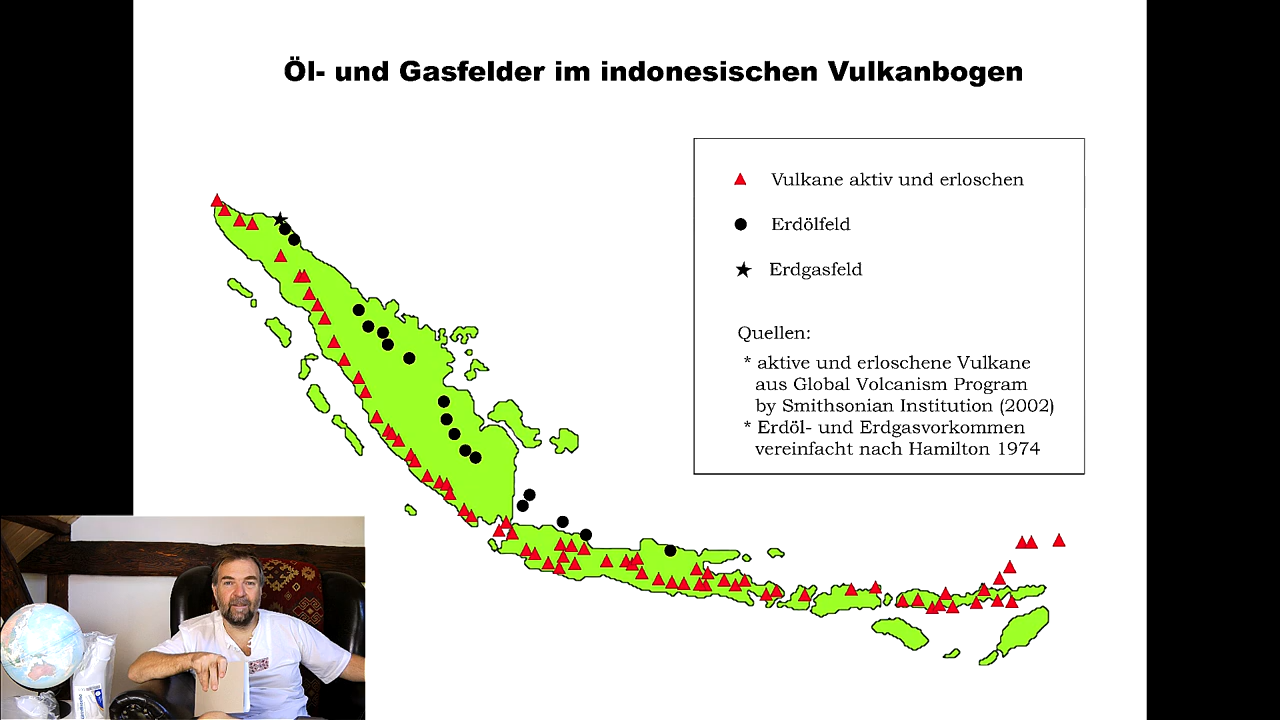 Öl- und Gasfelder im indonesischen Vulkanbogen
Vulkane aktiv und erloschen
Erdölfeld
Erdgasfeld
Quellen:
* aktive und erloschene Vulkane
aus Global Volcanism Program
by Smithsonian Institution (2002)
* Erdöl- und Erdgasvorkommen
vereinfacht nach Hamilton 1974